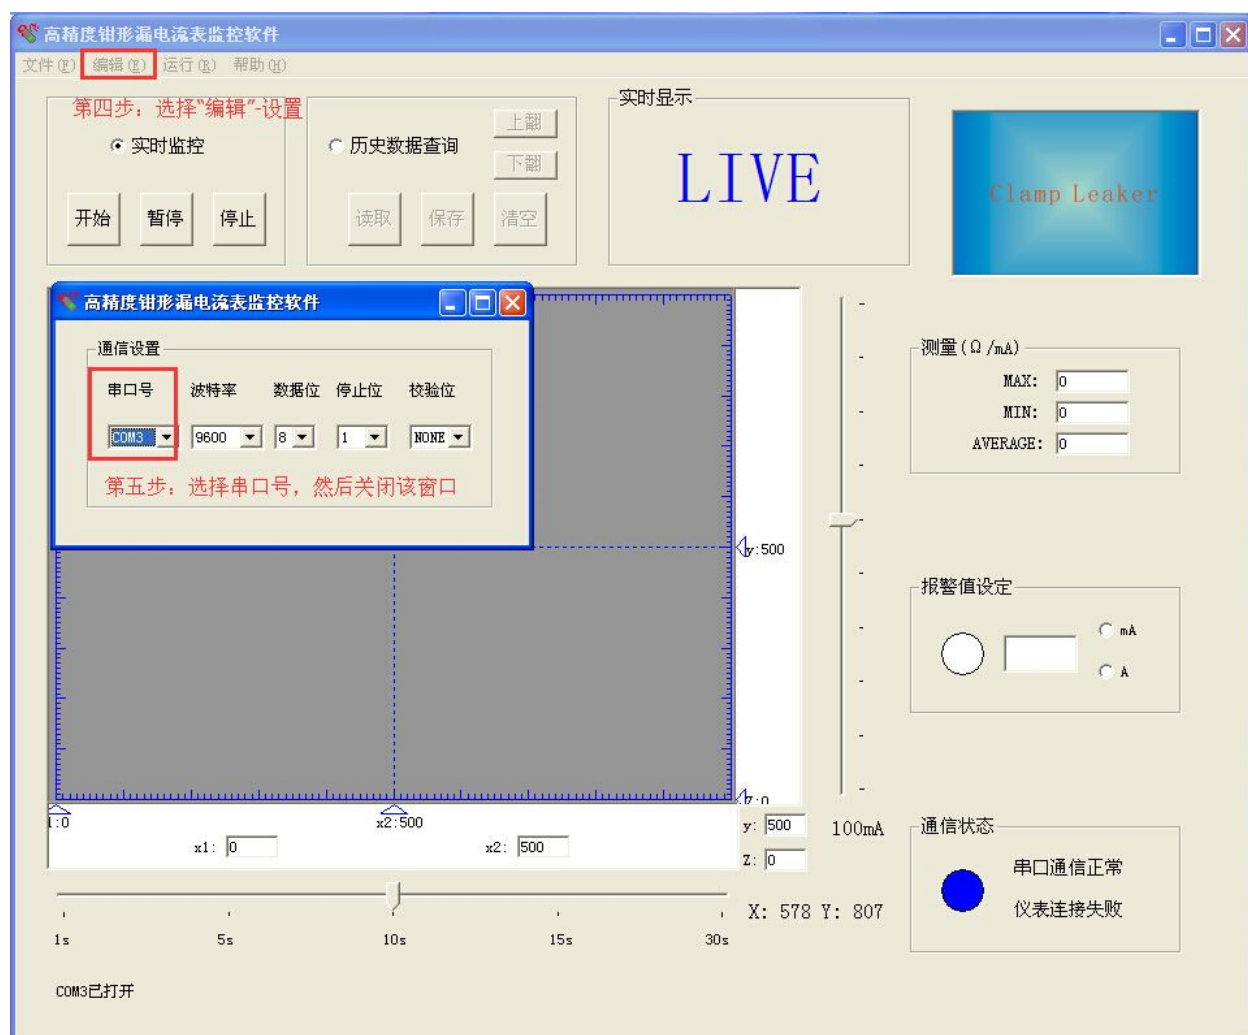 高精度钳形漏电流表监控软件
文件(F) 编辑(E) 运行(R) 帮助(H)
第四步：选择“编辑”-设置
实时监控
开始 暂停 停止
历史数据查询
上翻
下翻
读取 保存 清空
实时显示
LIVE
Clamp Leaker
高精度钳形漏电流表监控软件
通信设置
串口号 波特率 数据位 停止位 校验位
COM3 9600 8 1 NONE
第五步：选择串口号，然后关闭该窗口
测量(Ω/mA)
MAX: 0
MIN: 0
AVERAGE: 0
y:500
报警值设定
mA
A
:0 x2:500
x1: 0 x2: 500
y: 500
Z: 0
100mA
X: 578 Y: 807
1s 5s 10s 15s 30s
通信状态
串口通信正常
仪表连接失败
COM3已打开